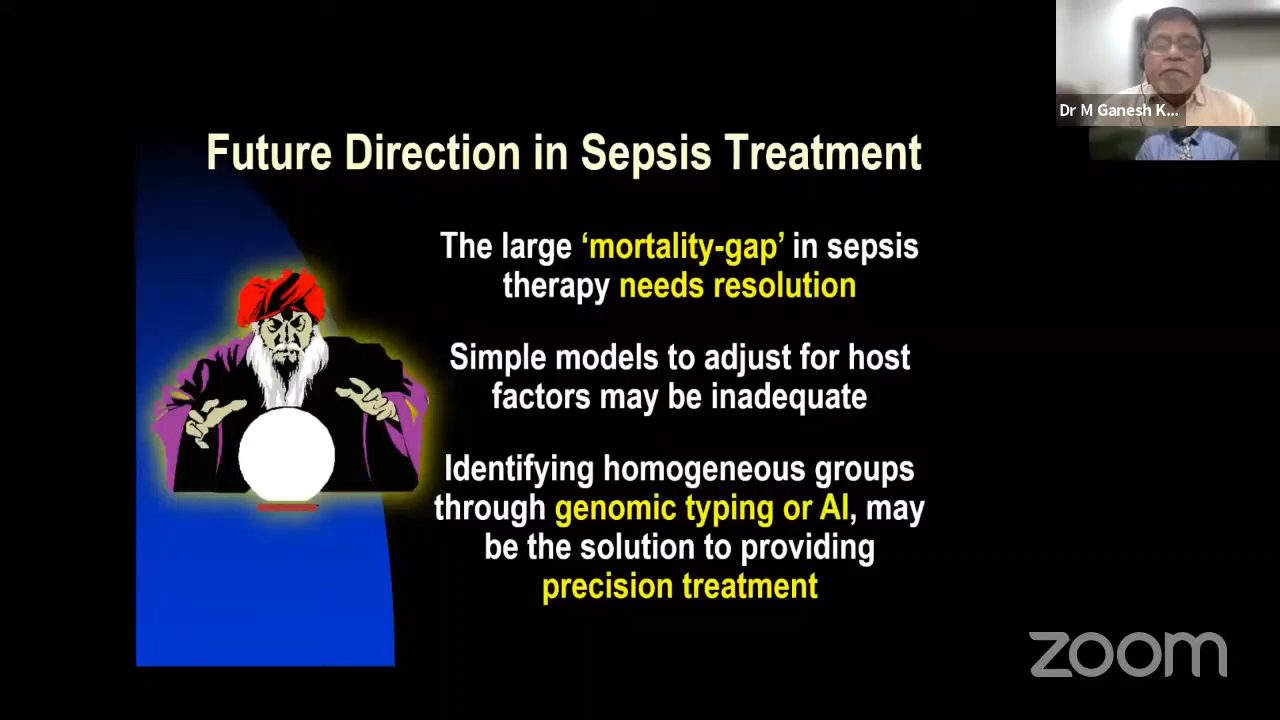 Dr M Ganesh K...
Future Direction in Sepsis Treatment
The large ‘mortality-gap’ in sepsis
therapy needs resolution
Simple models to adjust for host
factors may be inadequate
Identifying homogeneous groups
through genomic typing or AI, may
be the solution to providing
precision treatment
zoom